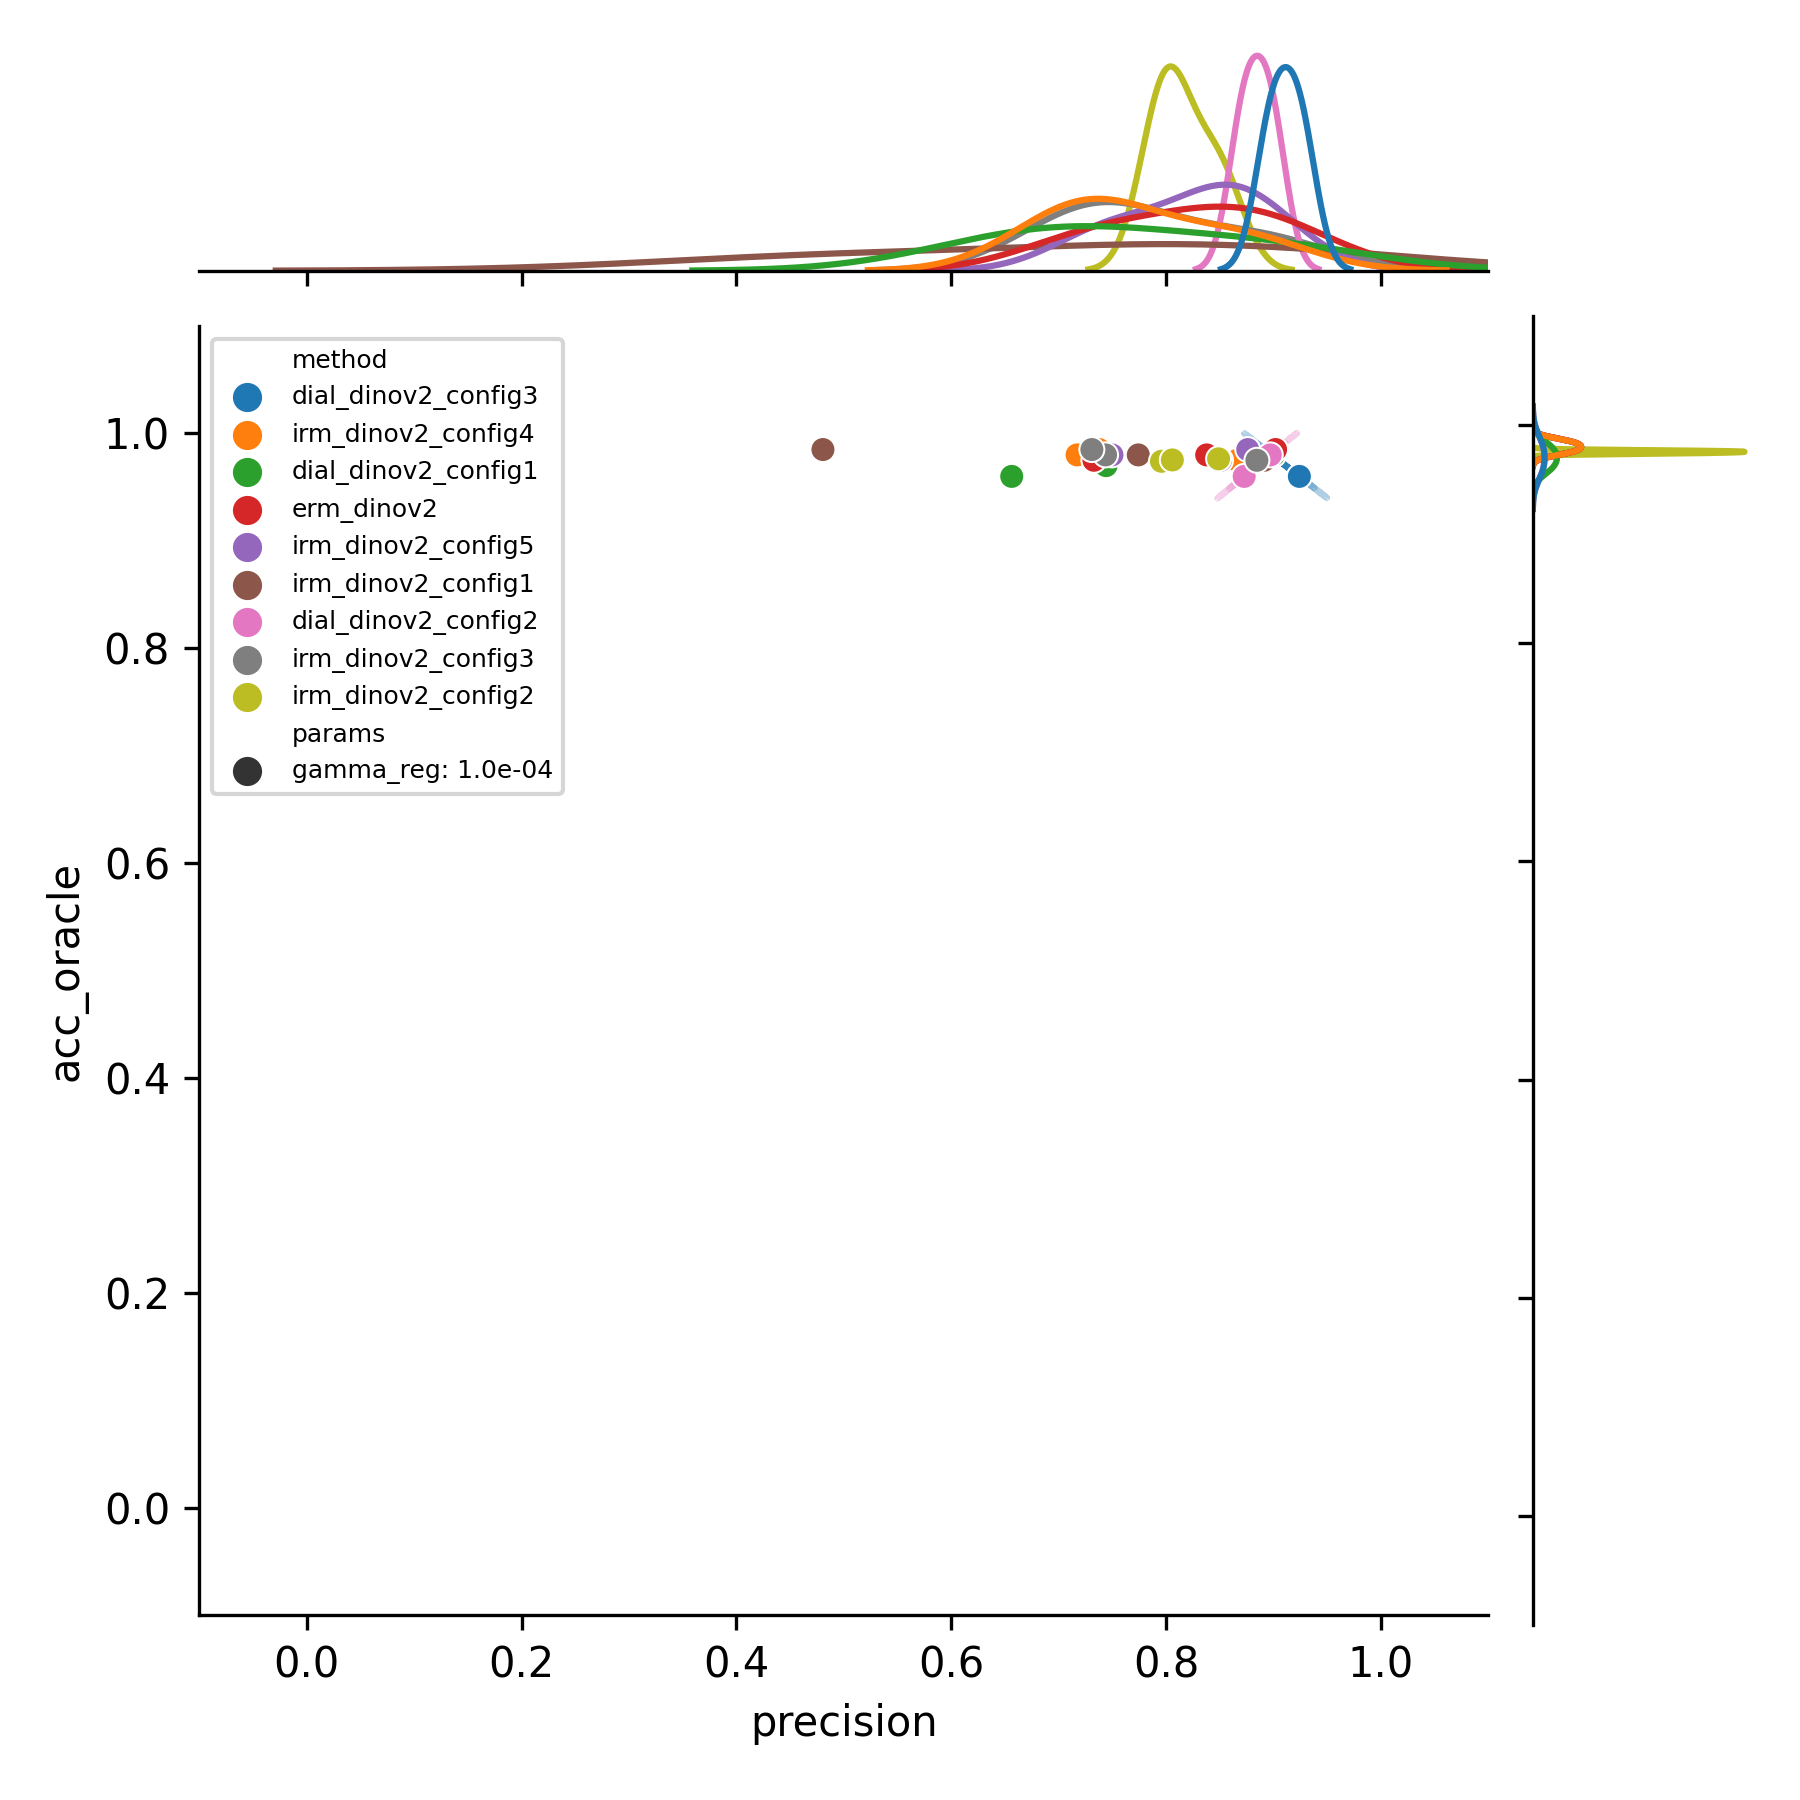 method
dial_dinov2_config3
irm_dinov2_config4
dial_dinov2_config1
erm_dinov2
irm_dinov2_config5
irm_dinov2_config1
dial_dinov2_config2
irm_dinov2_config3
irm_dinov2_config2
params
gamma_reg: 1.0e-04
acc_oracle
1.0
0.8
0.6
0.4
0.2
0.0
0.0 0.2 0.4 0.6 0.8 1.0
precision